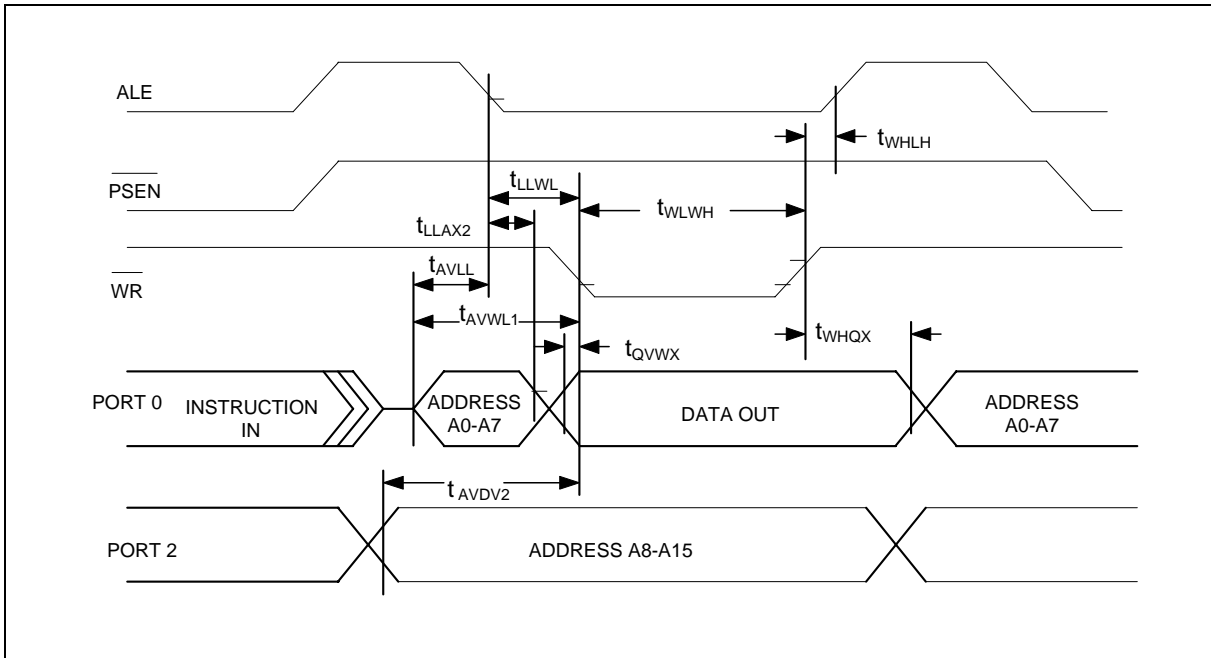 ALE
tWHLH
PSEN
tLLWL
tWLWH
tLLAX2
tAVLL
WR
tAVWL1
tWHQX
tQVWX
PORT 0
INSTRUCTION
IN
ADDRESS
A0-A7
DATA OUT
ADDRESS
A0-A7
t AVDV2
PORT 2
ADDRESS A8-A15